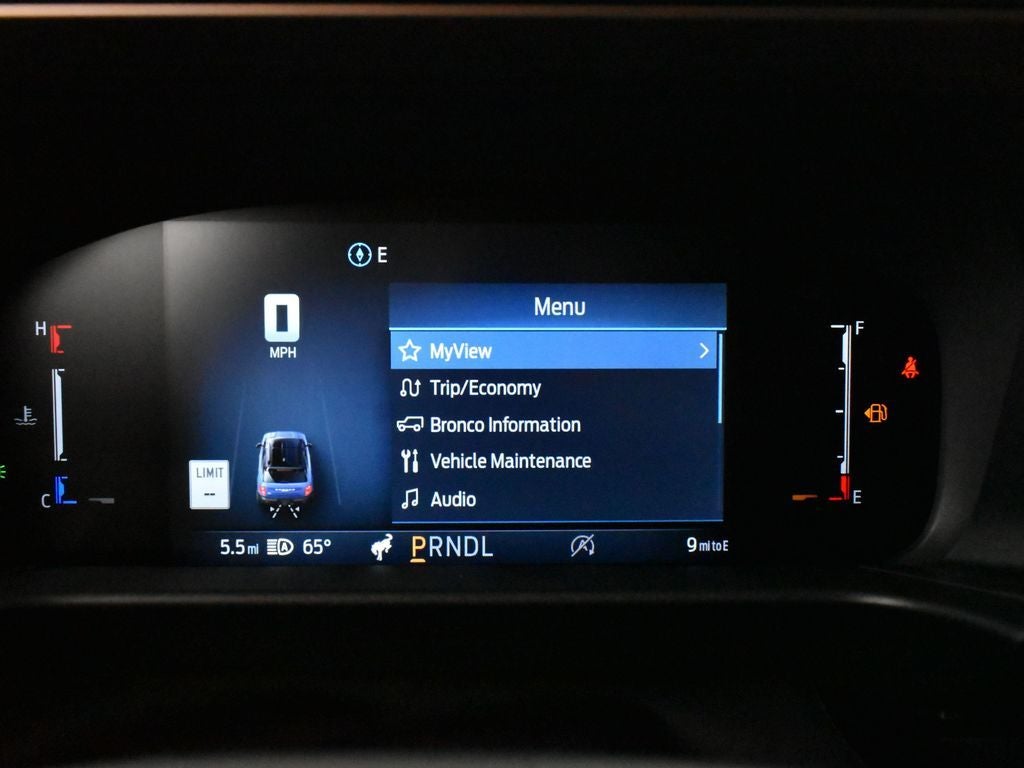 E
H
0
MPH
Menu
MyView
Trip/Economy
Bronco Information
Vehicle Maintenance
Audio
LIMIT
--
C
F
E
5.5 mi A 65° PRNDL A 9 mi to E